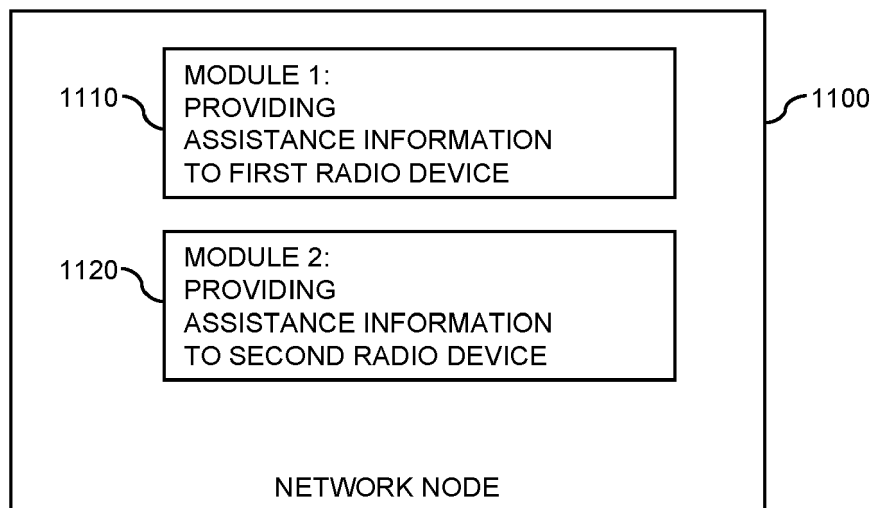 1110
MODULE 1:
PROVIDING
ASSISTANCE INFORMATION
TO FIRST RADIO DEVICE
1100
1120
MODULE 2:
PROVIDING
ASSISTANCE INFORMATION
TO SECOND RADIO DEVICE
NETWORK NODE